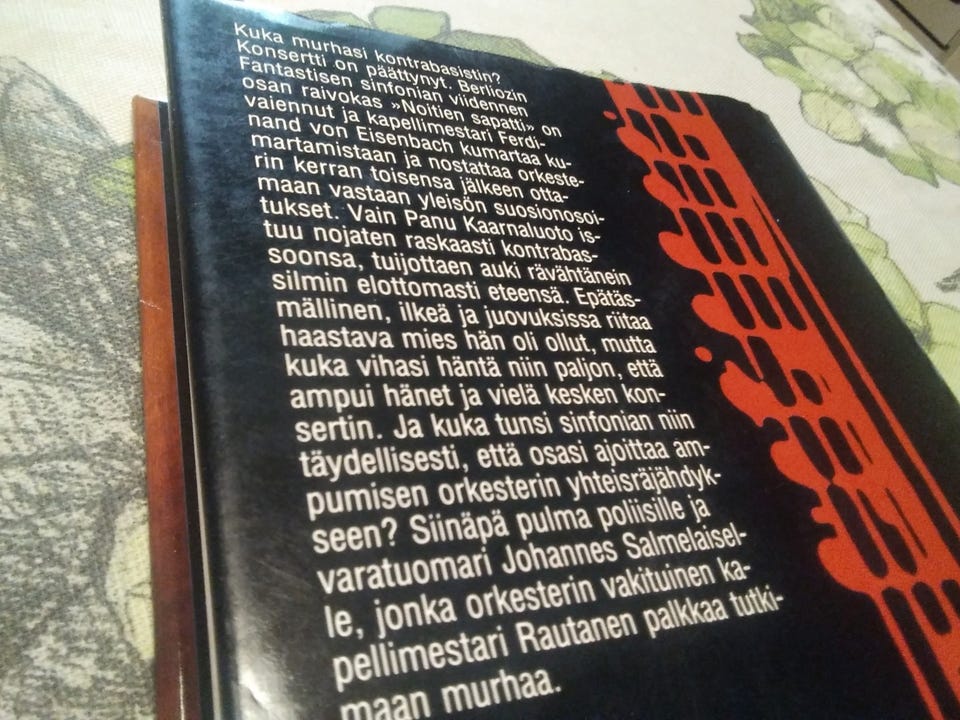 Kuka murhasi kontrabasistin?
Konsertti on päättynyt. Berliozin
Fantastisen sinfonian viidennen
osan raivokas »Noitien sapatti» on
vaiennut ja kapellimestari Ferdi-
nand von Eisenbach kumartaa ku-
martamistaan ja nostattaa orkeste-
rin kerran toisensa jälkeen otta-
maan vastaan yleisön suosionosoi-
tukset. Vain Panu Kaarnaluoto is-
tuu nojaten raskaasti kontrabas-
soonsa, tuijottaen auki rävähtänein
silmin elottomasti eteensä. Epätäs-
mällinen, ilkeä ja juovuksissa riitaa
haastava mies hän oli ollut, mutta
kuka vihasi häntä niin paljon, että
ampui hänet ja vielä kesken kon-
sertin. Ja kuka tunsi sinfonian niin
täydellisesti, että osasi ajoittaa am-
pumisen orkesterin yhteisräjähdyk-
seen? Siinäpä pulma poliisille ja
varatuomari Johannes Salmelaisel-
le, jonka orkesterin vakituinen ka-
pellimestari Rautanen palkkaa tutki-
maan murhaa.